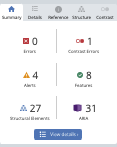 Summary Details Reference Structure Contrast
0 1
Errors Contrast Errors
4 8
Alerts Features
27 31
Structural Elements ARIA
View details ›